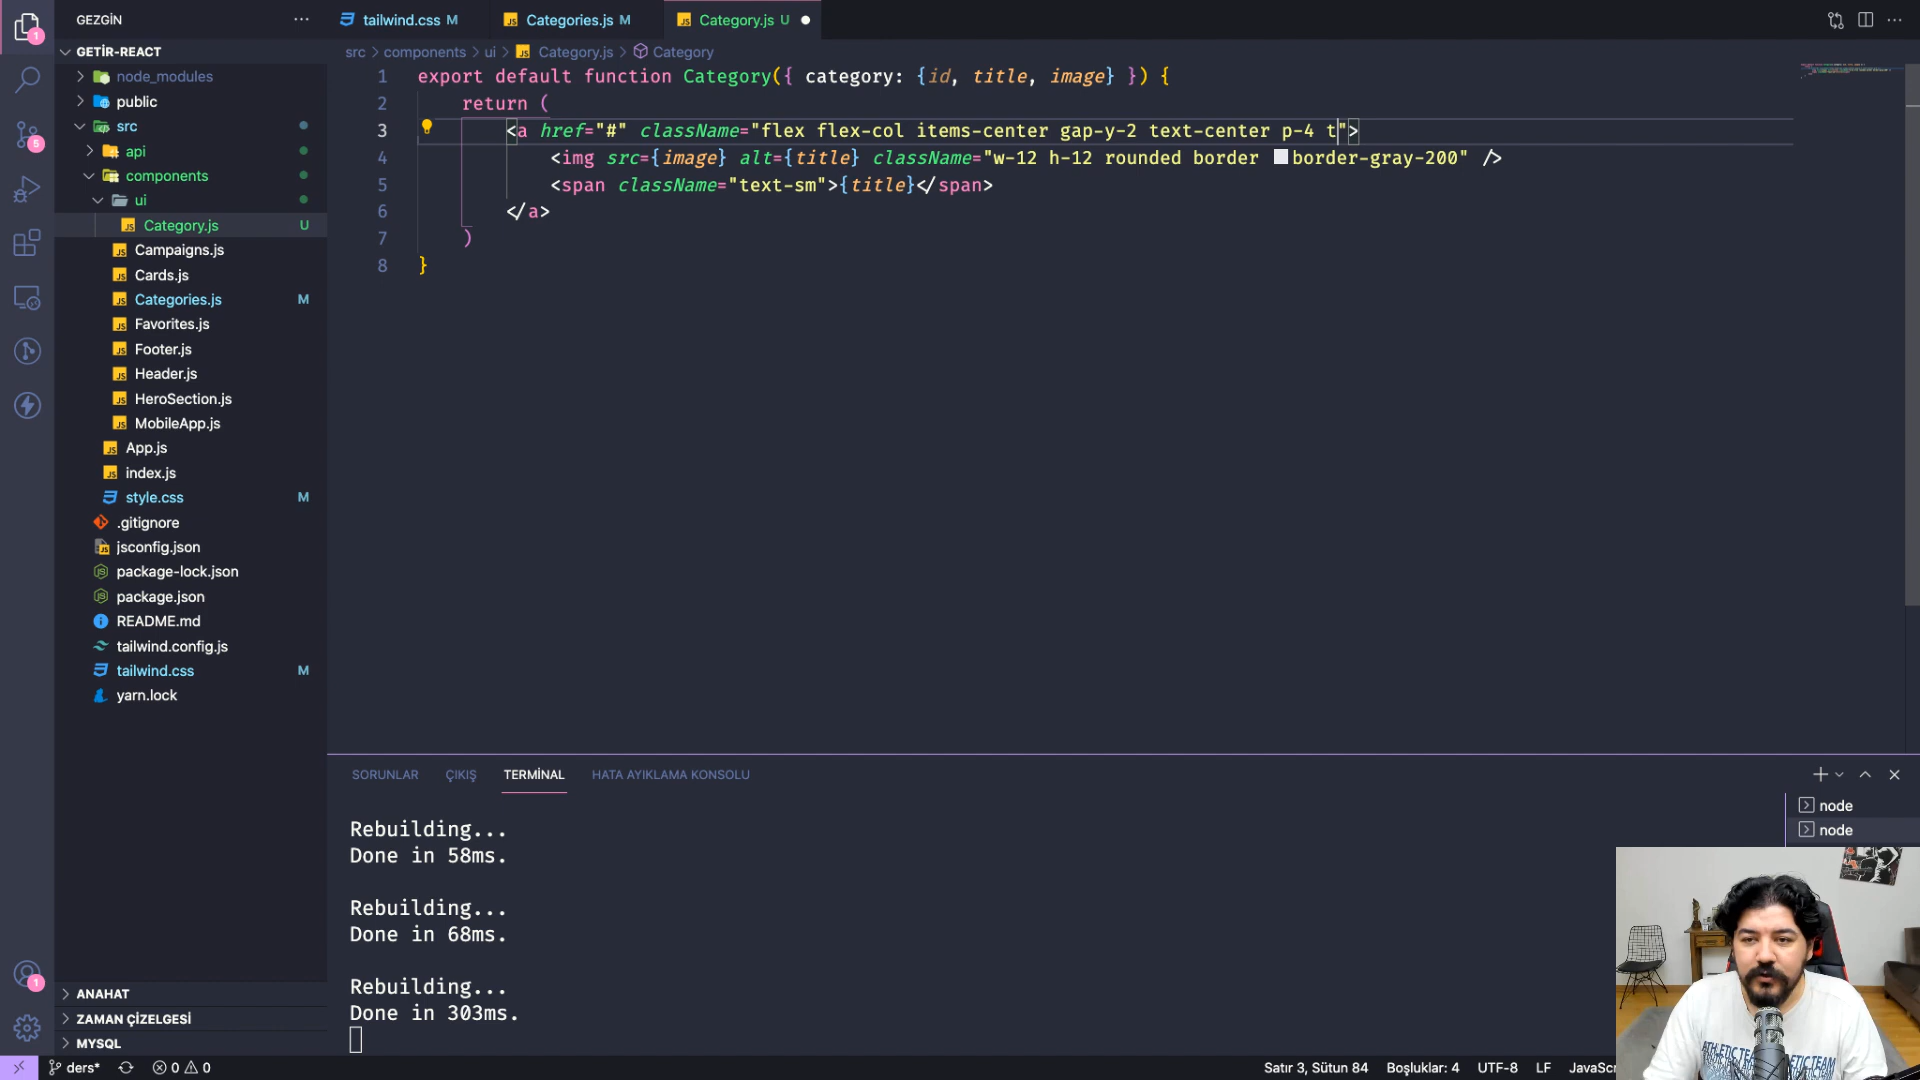 GEZGİN
tailwind.css M
Categories.js M
Category.js U
GETİR-REACT
src > components > ui > Category.js > Category
node_modules
public
src
api
components
ui
Category.js U
Campaigns.js
Cards.js
Categories.js M
Favorites.js
Footer.js
Header.js
HeroSection.js
MobileApp.js
App.js
index.js
style.css M
.gitignore
jsconfig.json
package-lock.json
package.json
README.md
tailwind.config.js
tailwind.css M
yarn.lock
ANAHAT
ZAMAN ÇİZELGESİ
MYSQL
1 export default function Category({ category: {id, title, image} }) {
2 return (
3 <a href="#" className="flex flex-col items-center gap-y-2 text-center p-4 t">
4 <img src={image} alt={title} className="w-12 h-12 rounded border border-gray-200" />
5 <span className="text-sm">{title}</span>
6 </a>
7 )
8 }
SORUNLAR ÇIKIŞ TERMİNAL HATA AYIKLAMA KONSOLU
Rebuilding...
Done in 58ms.
Rebuilding...
Done in 68ms.
Rebuilding...
Done in 303ms.
node
node
1
5
1
ATHLETIC TEAM
ders* 0 0
Satır 3, Sütun 84 Boşluklar: 4 UTF-8 LF JavaScr